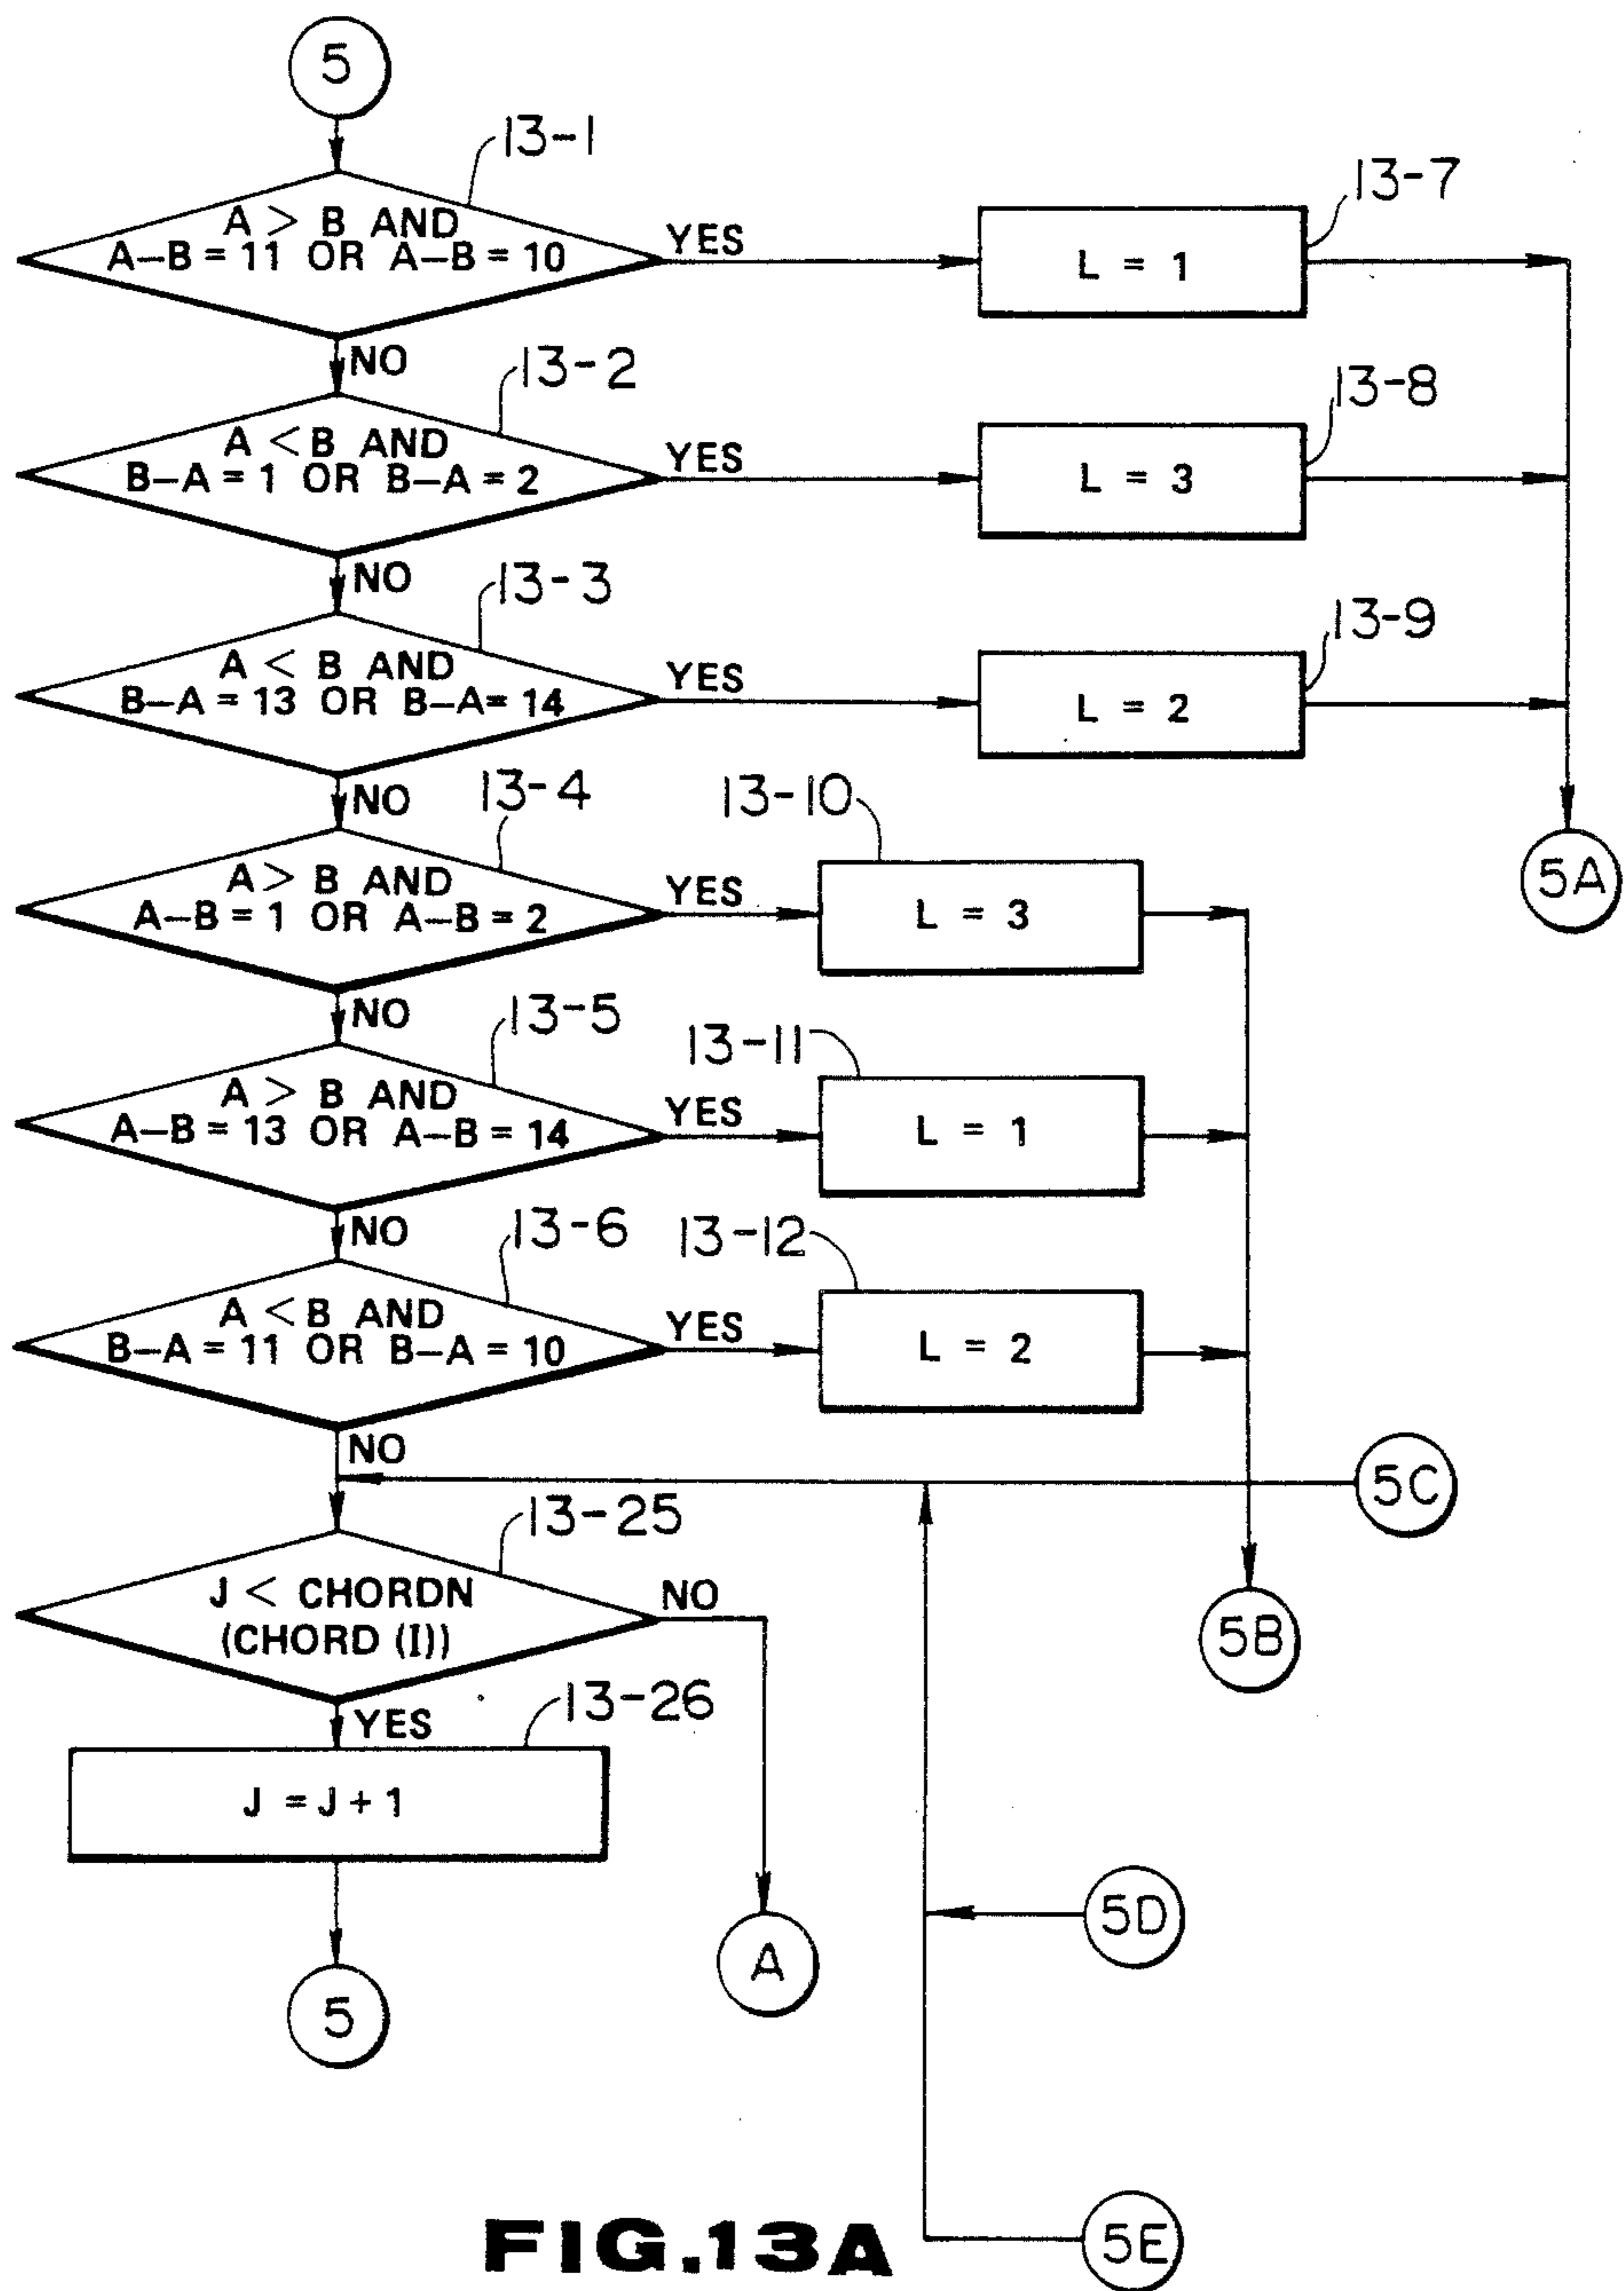 5
13-1
A > B AND
A-B = 11 OR A-B = 10
YES
13-7
L = 1
NO
13-2
A < B AND
B-A = 1 OR B-A = 2
YES
13-8
L = 3
NO
13-3
A < B AND
B-A = 13 OR B-A = 14
YES
13-9
L = 2
NO
13-4
A > B AND
A-B = 1 OR A-B = 2
YES
13-10
L = 3
5A
NO
13-5
A > B AND
A-B = 13 OR A-B = 14
YES
13-11
L = 1
NO
13-6
A < B AND
B-A = 11 OR B-A = 10
YES
13-12
L = 2
NO
5C
13-25
J < CHORDN
(CHORD (I))
NO
5B
YES
13-26
J = J + 1
5D
A
5
5E
FIG.13A